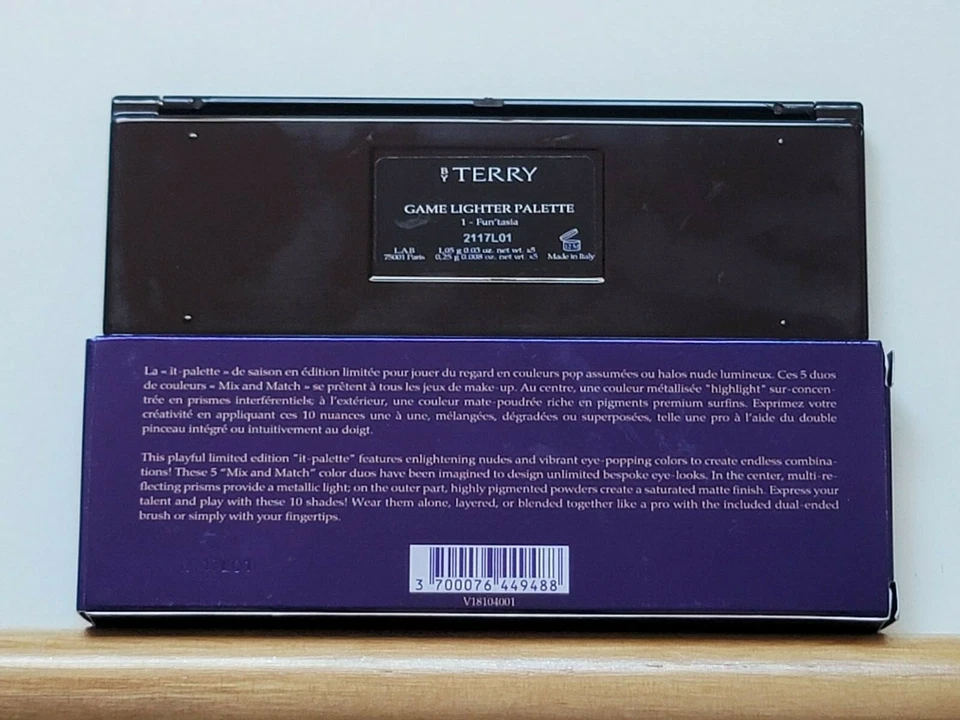 BY TERRY
GAME LIGHTER PALETTE
1 - Fun'tasia
2117L01
L.A.B 1,05 g 0.03 oz. net wt. x5
75001 Paris 0,25 g 0.008 oz. net wt. x5 Made in Italy
La « it-palette » de saison en édition limitée pour jouer du regard en couleurs pop assumées ou halos nude lumineux. Ces 5 duos
de couleurs « Mix and Match » se prêtent à tous les jeux de make-up. Au centre, une couleur métallisée "highlight" sur-concen-
trée en prismes interférentiels; à l'extérieur, une couleur mate-poudrée riche en pigments premium surfins. Exprimez votre
créativité en appliquant ces 10 nuances une à une, mélangées, dégradées ou superposées, telle une pro à l'aide du double
pinceau intégré ou intuitivement au doigt.
This playful limited edition "it-palette" features enlightening nudes and vibrant eye-popping colors to create endless combina-
tions! These 5 "Mix and Match" color duos have been imagined to design unlimited bespoke eye-looks. In the center, multi-re-
flecting prisms provide a metallic light; on the outer part, highly pigmented powders create a saturated matte finish. Express your
talent and play with these 10 shades! Wear them alone, layered, or blended together like a pro with the included dual-ended
brush or simply with your fingertips.
3 700076 449488
V18104001